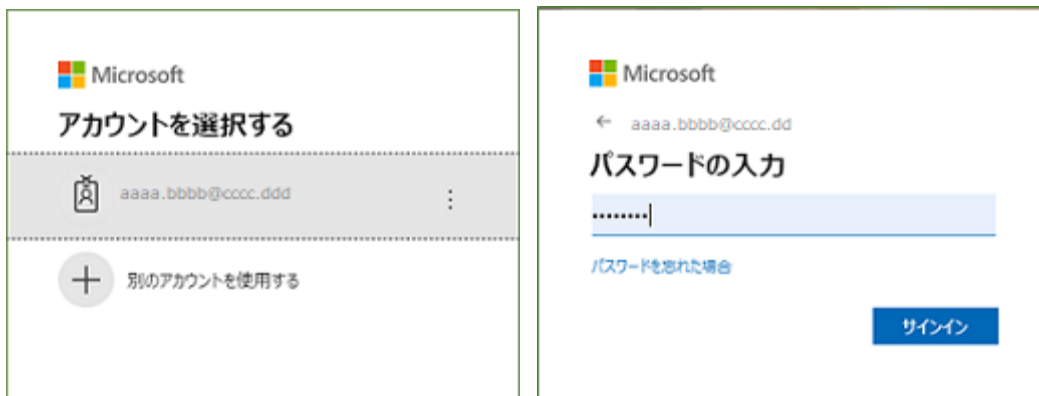 Microsoft
アカウントを選択する
aaaa.bbbb@cccc.ddd
別のアカウントを使用する
Microsoft
aaaa.bbbb@cccc.dd
パスワードの入力
••••••••
パスワードを忘れた場合
サインイン